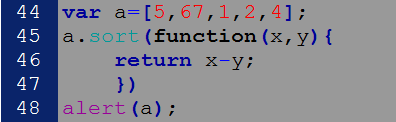 44 var a=[5,67,1,2,4];
45 a.sort(function(x,y){
46     return x-y;
47     })
48 alert(a);